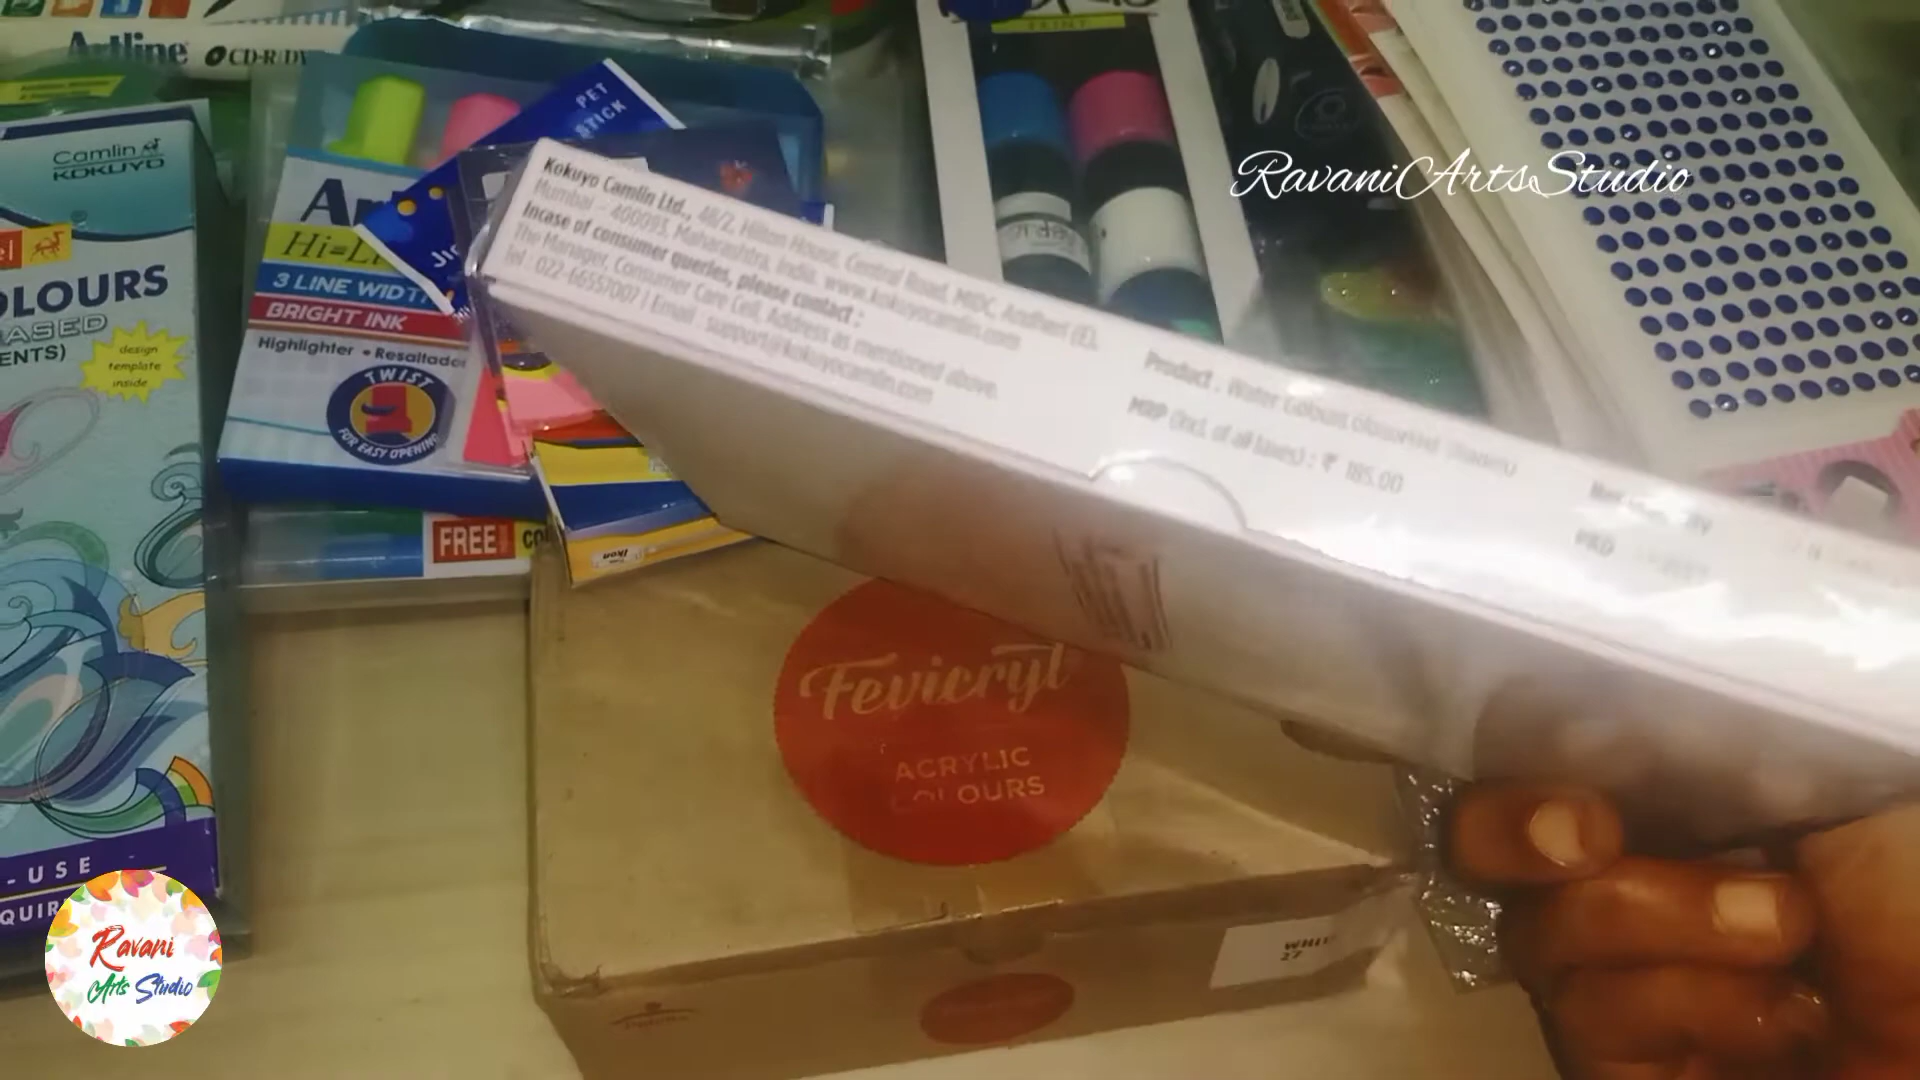 Artline CD-R/DV
PET
STICK
Camlin
KOKUYO
Hi-Li
3 LINE WIDTH
BRIGHT INK
Highlighter • Resaltador
TWIST
FOR EASY OPENING
FREE
OLOURS
ASED
ENTS)
design
template
inside
-USE
QUIR
Kokuyo Camlin Ltd., 48/2, Hilton House, Central Road, MIDC, Andheri (E),
Mumbai - 400093, Maharashtra, India. www.kokuyocamlin.com
Incase of consumer queries, please contact :
The Manager, Consumer Care Cell, Address as mentioned above.
Tel : 022-66557007 | Email : support@kokuyocamlin.com
Product : Water Colours
MRP (Incl. of all taxes) : ₹ 185.00
PKD
RavaniArtsStudio
Fevicryl
ACRYLIC
COLOURS
WHI
27
Ravani
Arts Studio